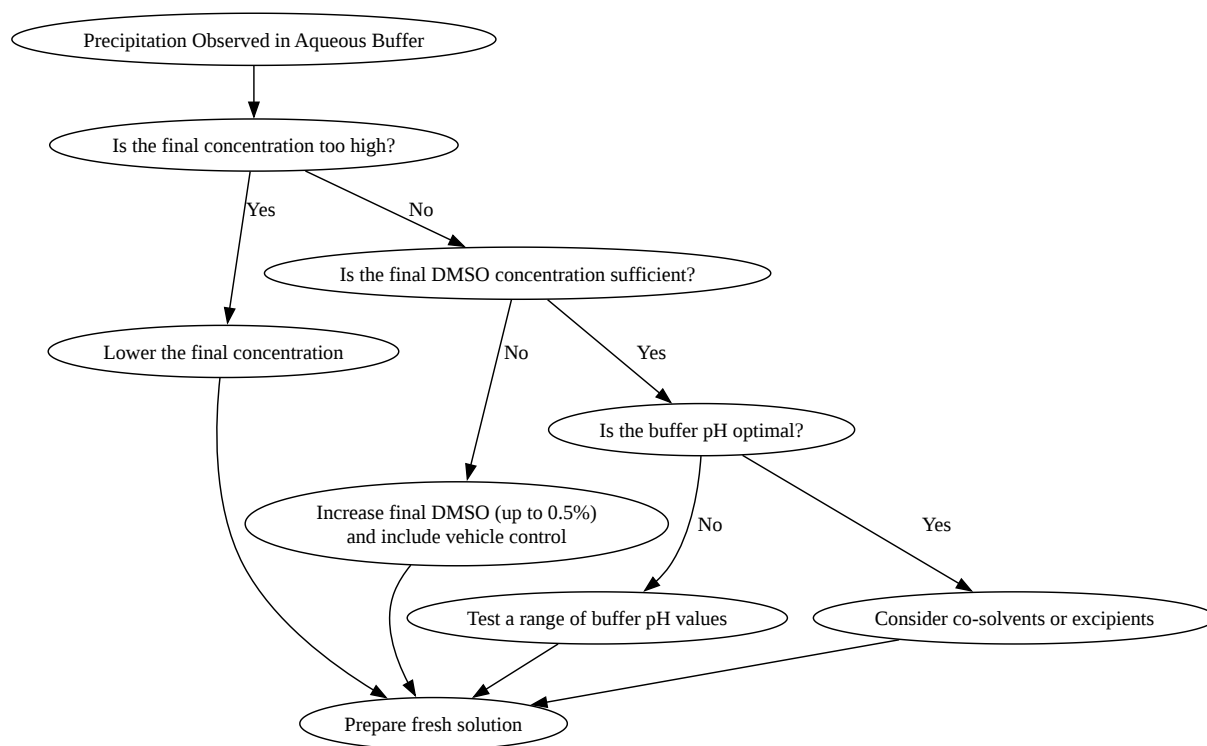 Precipitation Observed in Aqueous Buffer
Is the final concentration too high?
Yes
No
Is the final DMSO concentration sufficient?
Lower the final concentration
No
Yes
Is the buffer pH optimal?
Increase final DMSO (up to 0.5%)
and include vehicle control
No
Yes
Test a range of buffer pH values
Consider co-solvents or excipients
Prepare fresh solution